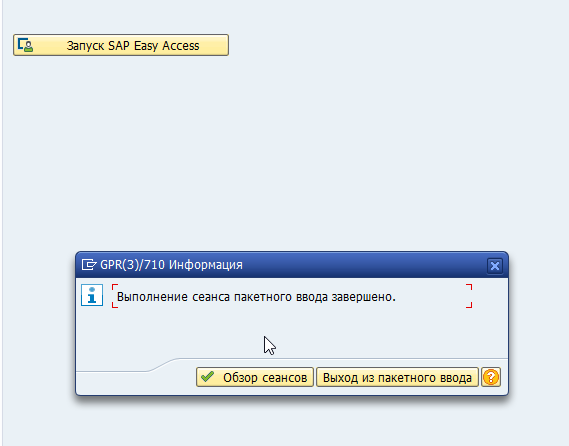 Запуск SAP Easy Access
GPR(3)/710 Информация
Выполнение сеанса пакетного ввода завершено.
Обзор сеансов
Выход из пакетного ввода